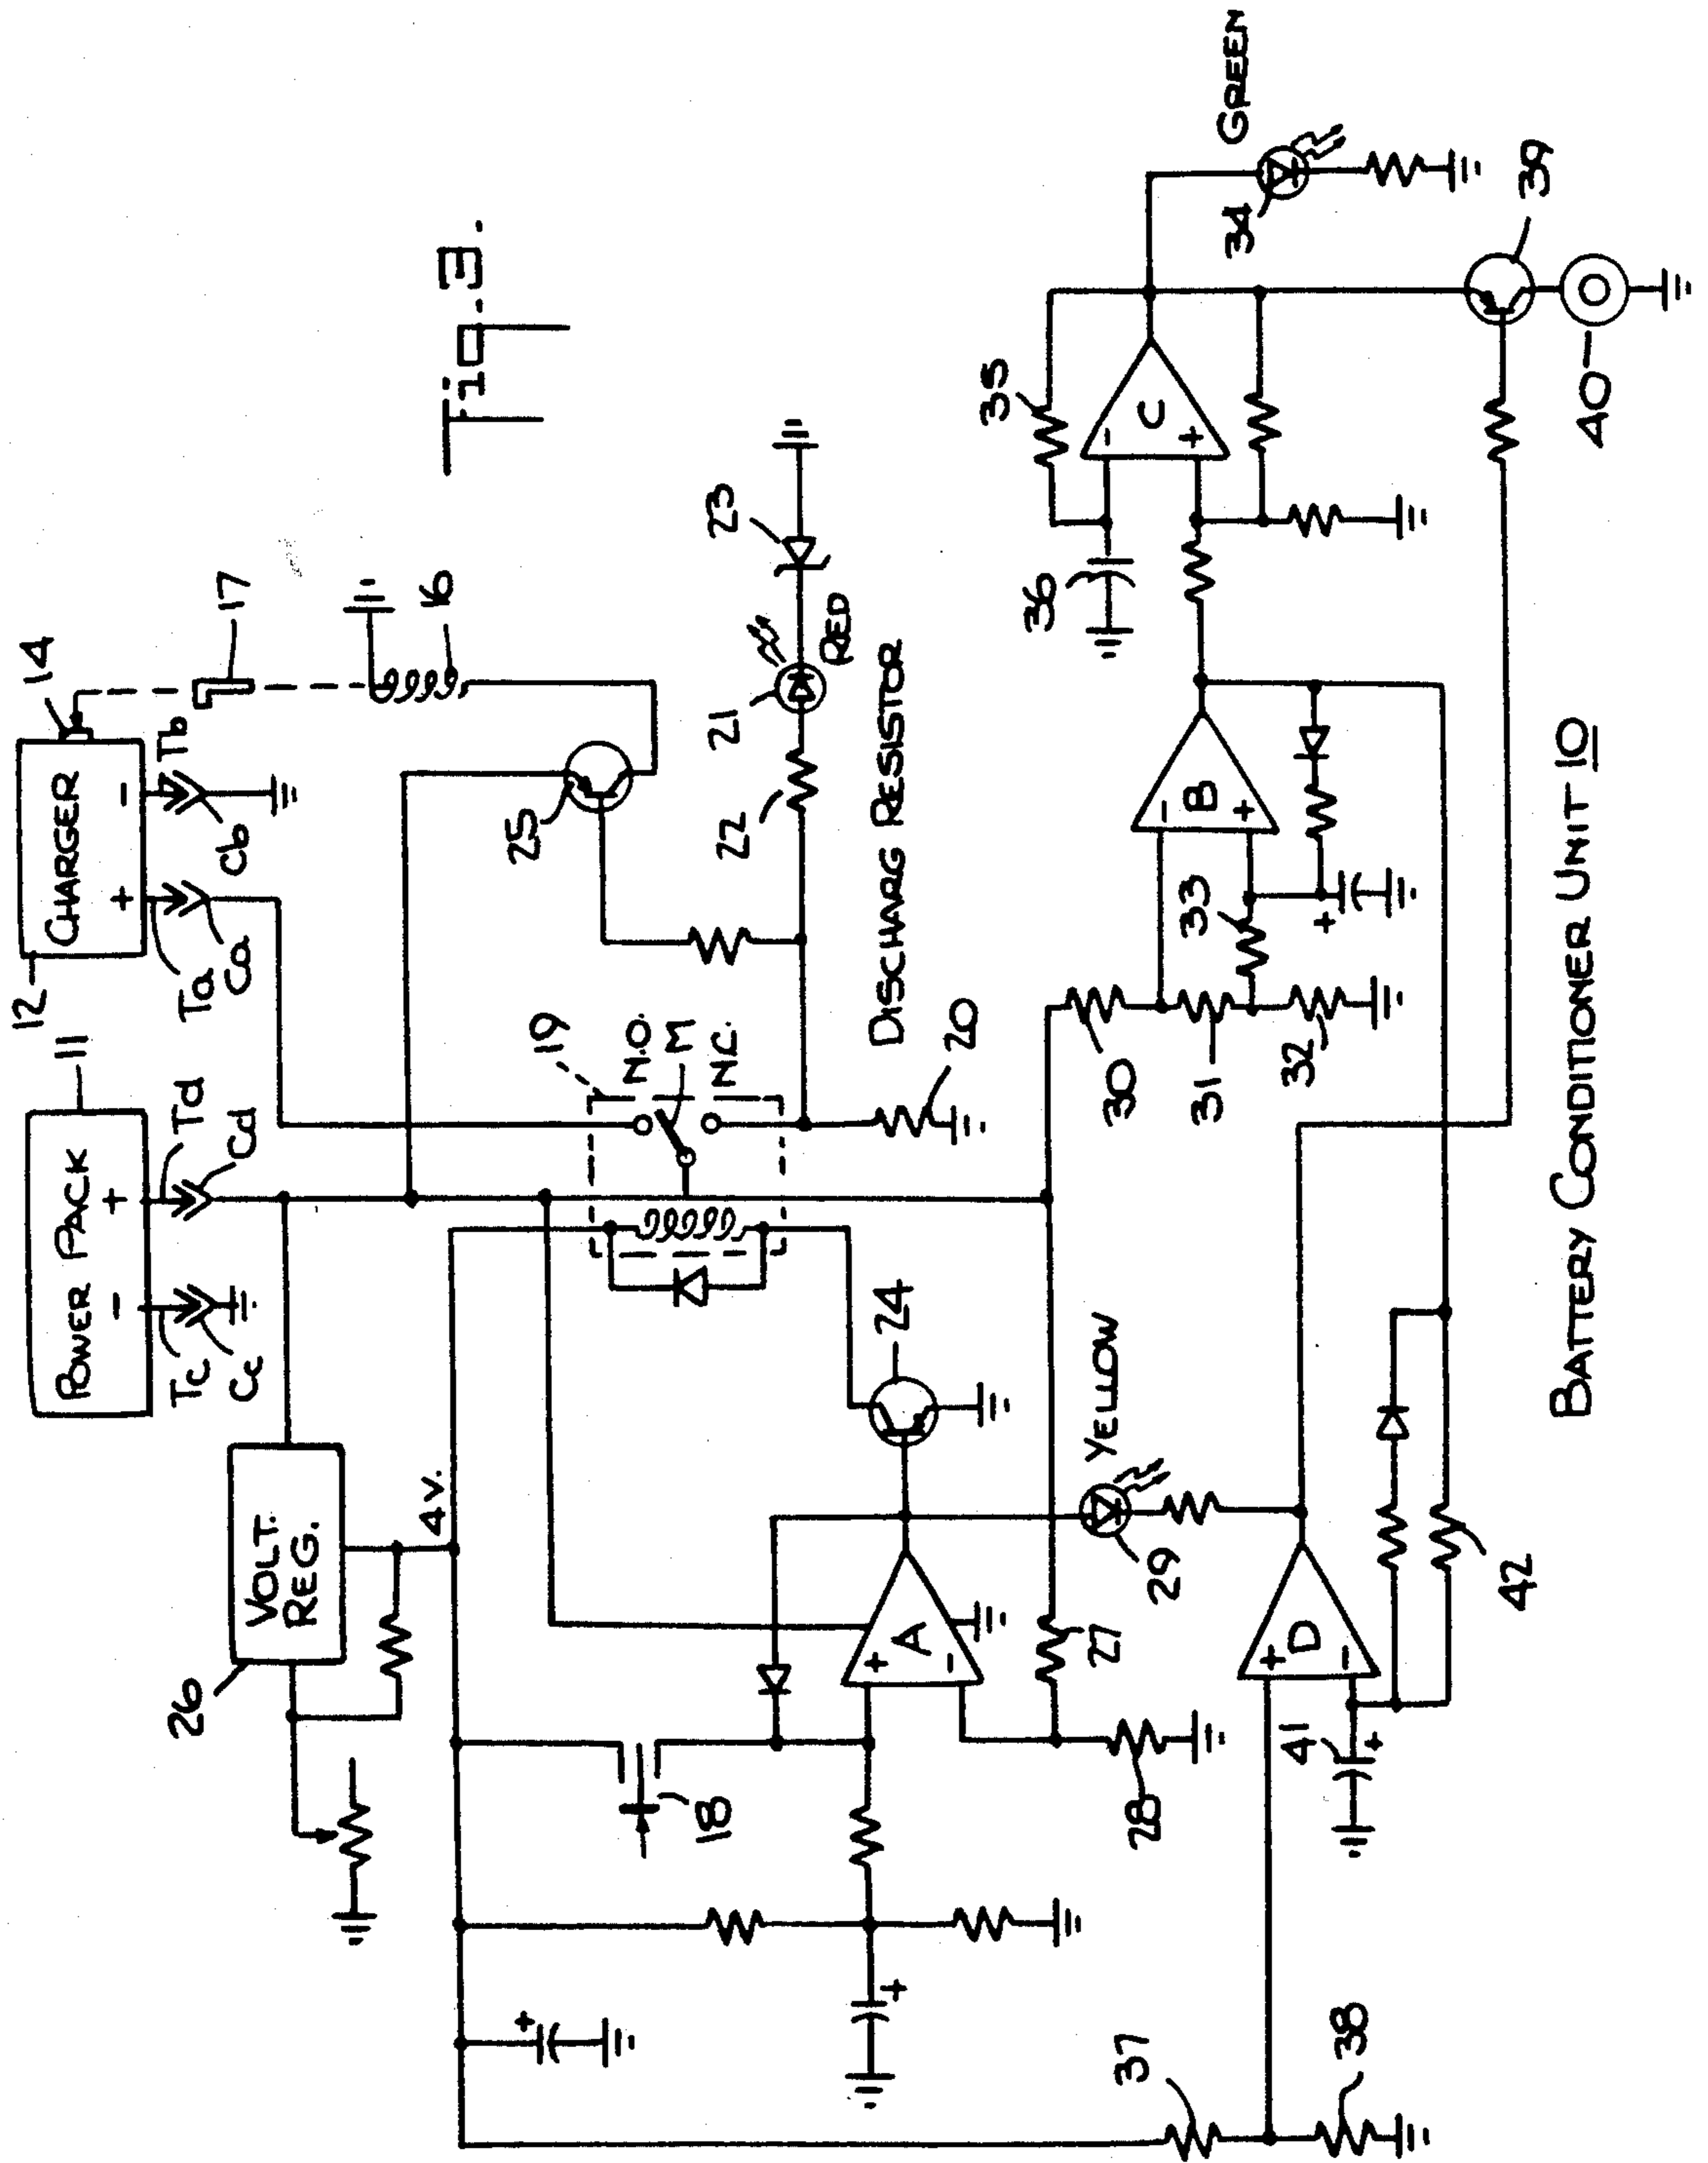 POWER PACK
- +
11
12
CHARGER
+ -
14
Tc
Td
Ta
Tb
Cc
Cd
Ca
Cb
17
26
VOLT.
REG.
4 v.
16
Fig. 3.
+
19
25
N.O.
M
N.C.
18
22
21
23
RED
24
+
A
-
+
DISCHARG RESISTOR
20
27
28
YELLOW
29
30
31
32
33
-
B
+
+
36
35
-
C
+
GREEN
34
37
38
+
D
-
41
+
42
39
40
BATTERY CONDITIONER UNIT 10